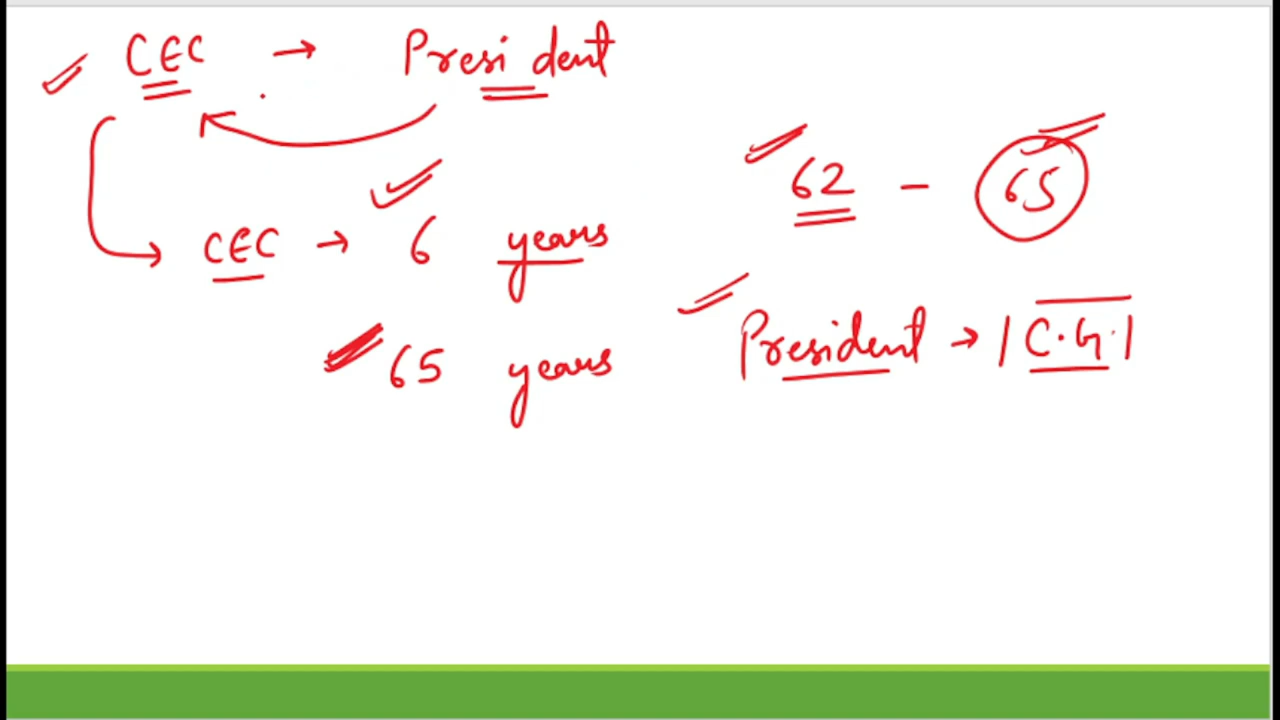 CEC → President
CEC → 6 years
65 years
62 - 65
President → | C.G. |